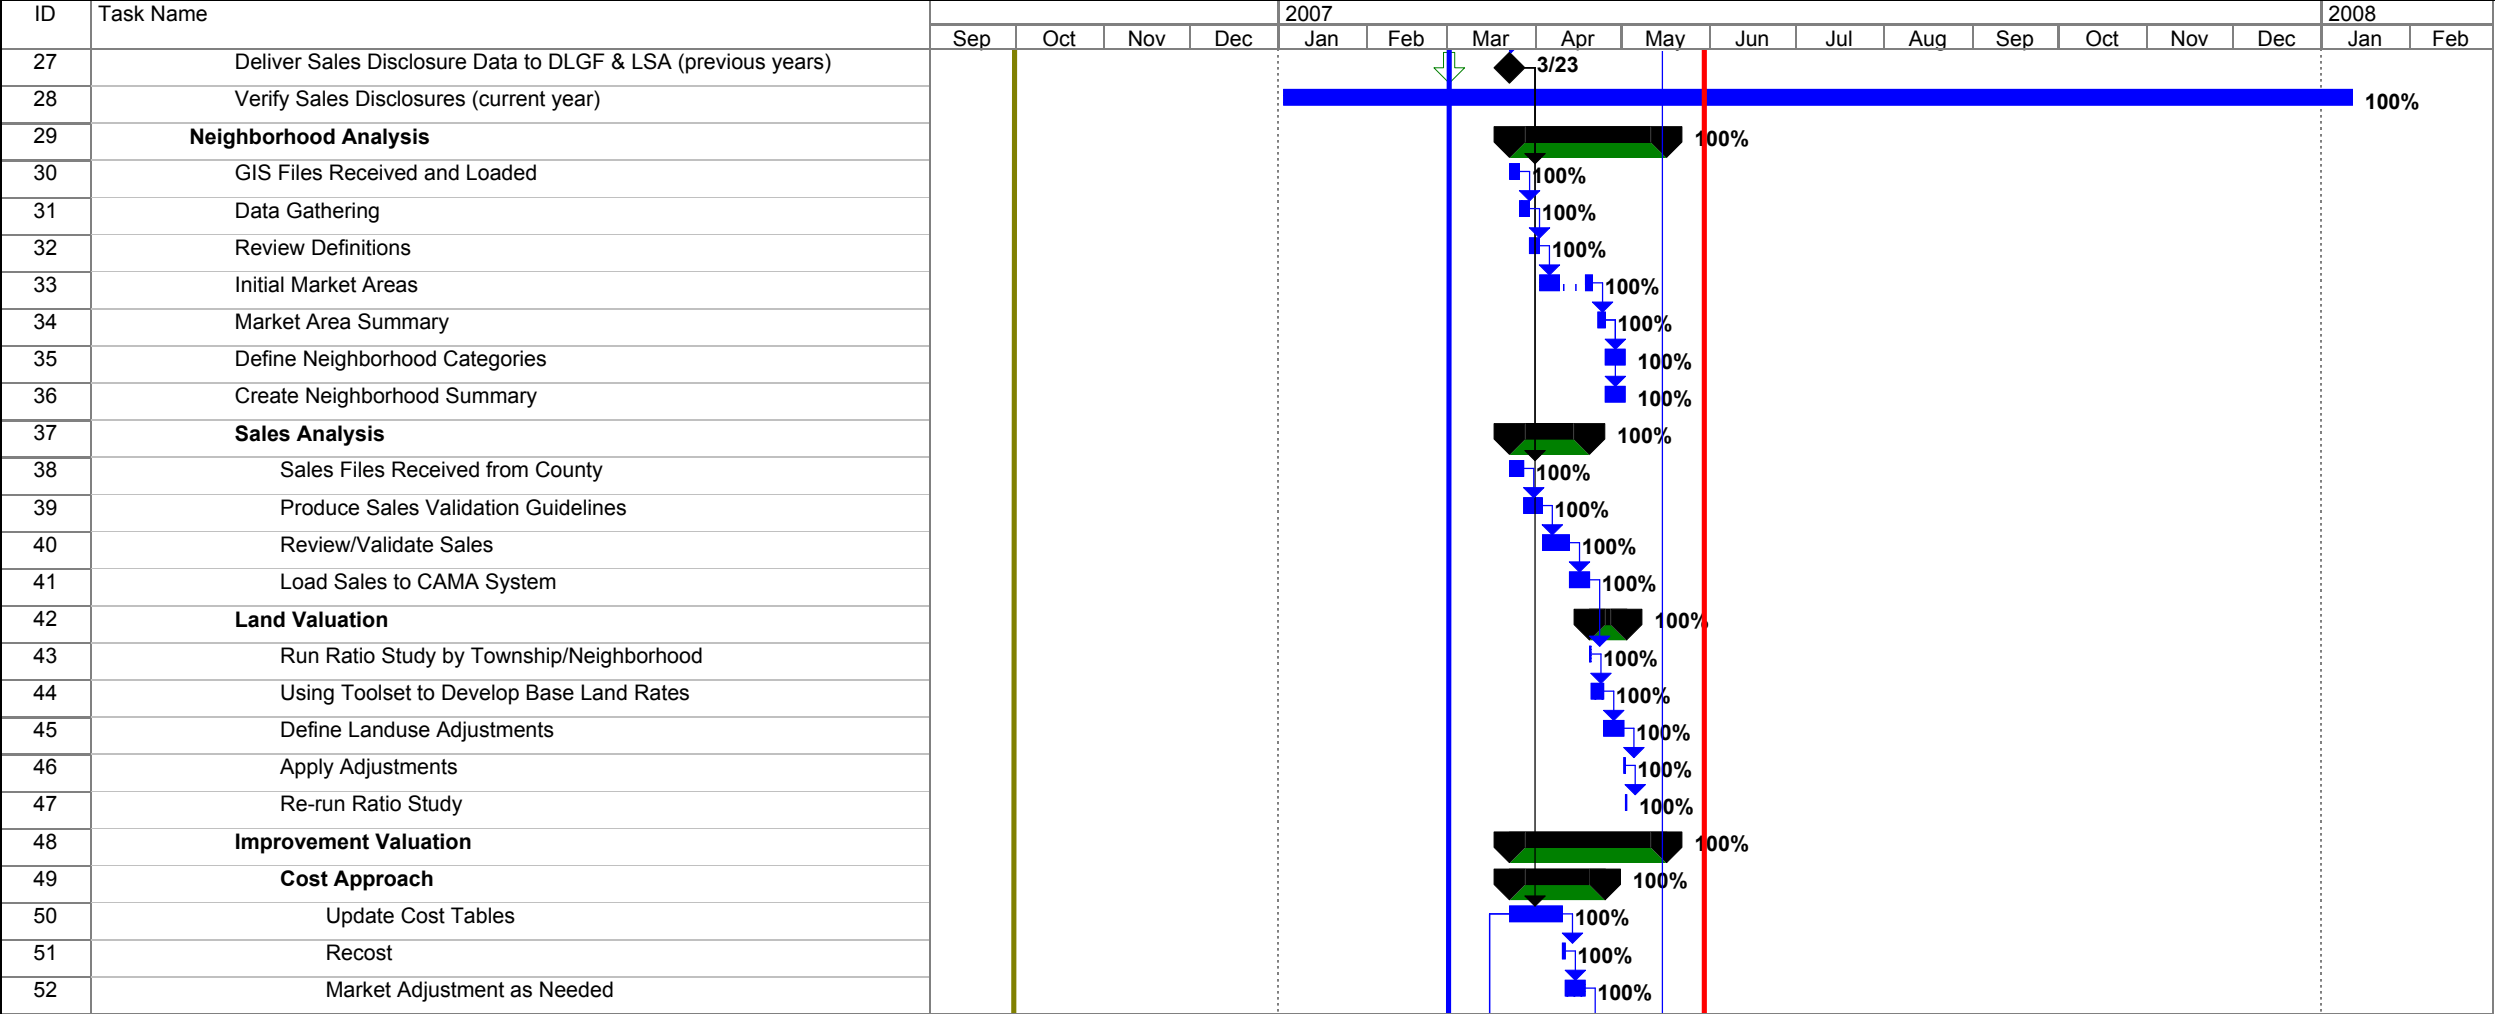 ID Task Name 2007 2008
Sep Oct Nov Dec Jan Feb Mar Apr May Jun Jul Aug Sep Oct Nov Dec Jan Feb
27 Deliver Sales Disclosure Data to DLGF & LSA (previous years) 3/23
28 Verify Sales Disclosures (current year) 100%
29 Neighborhood Analysis 100%
30 GIS Files Received and Loaded 100%
31 Data Gathering 100%
32 Review Definitions 100%
33 Initial Market Areas 100%
34 Market Area Summary 100%
35 Define Neighborhood Categories 100%
36 Create Neighborhood Summary 100%
37 Sales Analysis 100%
38 Sales Files Received from County 100%
39 Produce Sales Validation Guidelines 100%
40 Review/Validate Sales 100%
41 Load Sales to CAMA System 100%
42 Land Valuation 100%
43 Run Ratio Study by Township/Neighborhood 100%
44 Using Toolset to Develop Base Land Rates 100%
45 Define Landuse Adjustments 100%
46 Apply Adjustments 100%
47 Re-run Ratio Study 100%
48 Improvement Valuation 100%
49 Cost Approach 100%
50 Update Cost Tables 100%
51 Recost 100%
52 Market Adjustment as Needed 100%